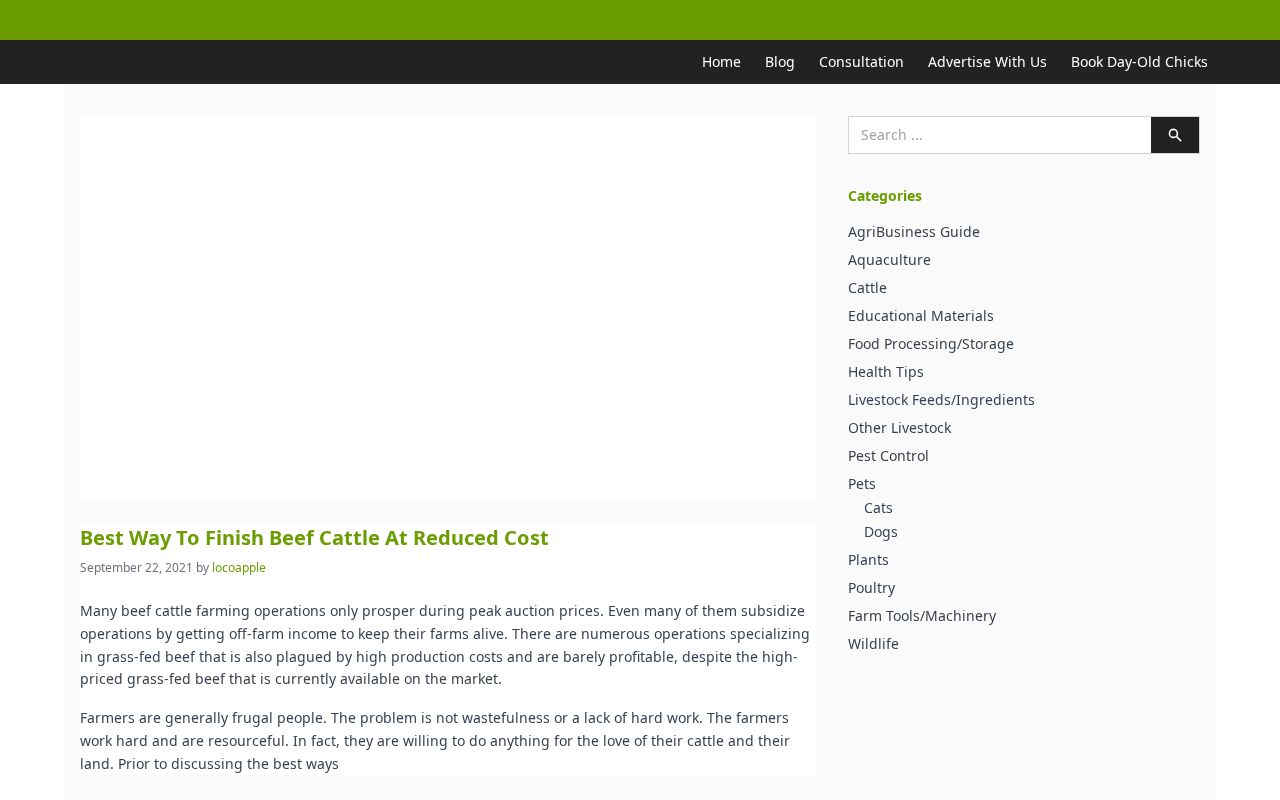 Home
Blog
Consultation
Advertise With Us
Book Day-Old Chicks
Search ...
Categories
AgriBusiness Guide
Aquaculture
Cattle
Educational Materials
Food Processing/Storage
Health Tips
Livestock Feeds/Ingredients
Other Livestock
Pest Control
Pets
Cats
Dogs
Plants
Poultry
Farm Tools/Machinery
Wildlife
Best Way To Finish Beef Cattle At Reduced Cost
September 22, 2021 by locoapple
Many beef cattle farming operations only prosper during peak auction prices. Even many of them subsidize
operations by getting off-farm income to keep their farms alive. There are numerous operations specializing
in grass-fed beef that is also plagued by high production costs and are barely profitable, despite the high-
priced grass-fed beef that is currently available on the market.
Farmers are generally frugal people. The problem is not wastefulness or a lack of hard work. The farmers
work hard and are resourceful. In fact, they are willing to do anything for the love of their cattle and their
land. Prior to discussing the best ways